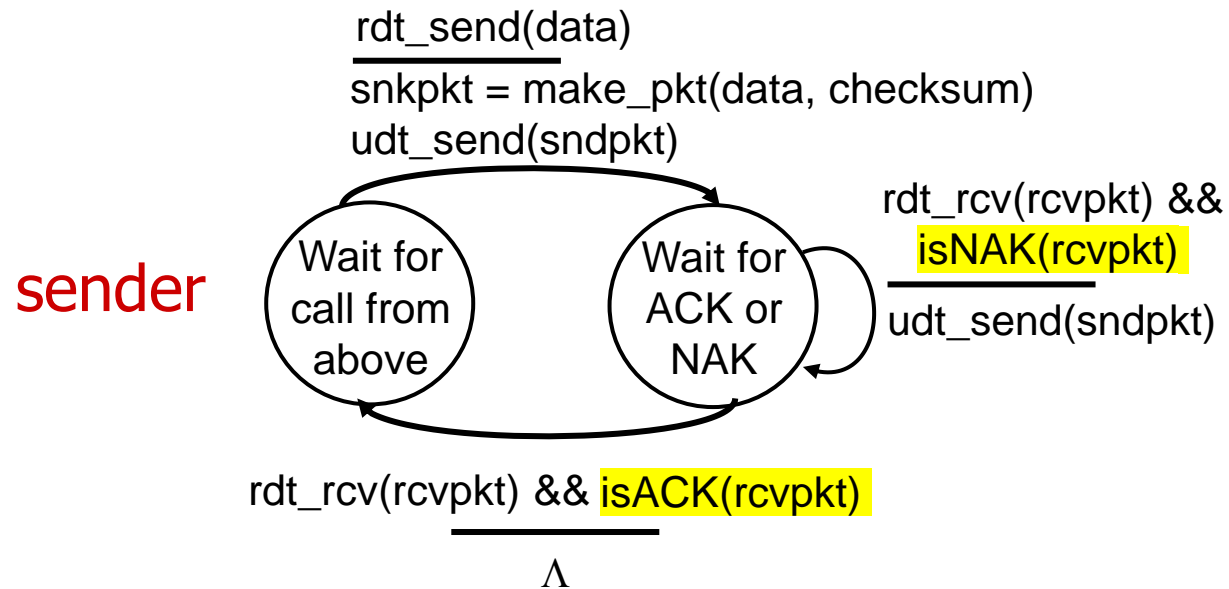 rdt_send(data)
snkpkt = make_pkt(data, checksum)
udt_send(sndpkt)
sender
Wait for
call from
above
Wait for
ACK or
NAK
rdt_rcv(rcvpkt) &&
isNAK(rcvpkt)
udt_send(sndpkt)
rdt_rcv(rcvpkt) && isACK(rcvpkt)
Λ